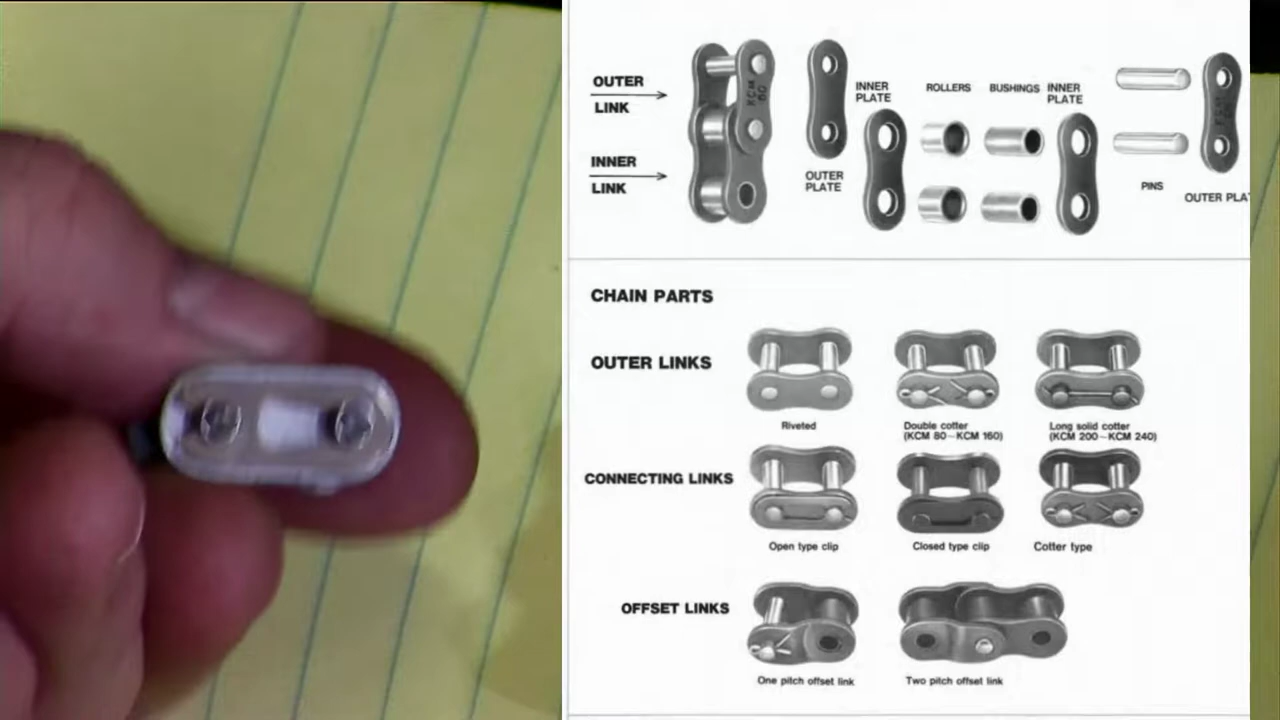 OUTER
LINK
INNER
LINK
KCM
60
OUTER
PLATE
INNER
PLATE
ROLLERS
BUSHINGS
INNER
PLATE
PINS
OUTER PLA
CHAIN PARTS
OUTER LINKS
Riveted
Double cotter
(KCM 80–KCM 160)
Long solid cotter
(KCM 200–KCM 240)
CONNECTING LINKS
Open type clip
Closed type clip
Cotter type
OFFSET LINKS
One pitch offset link
Two pitch offset link